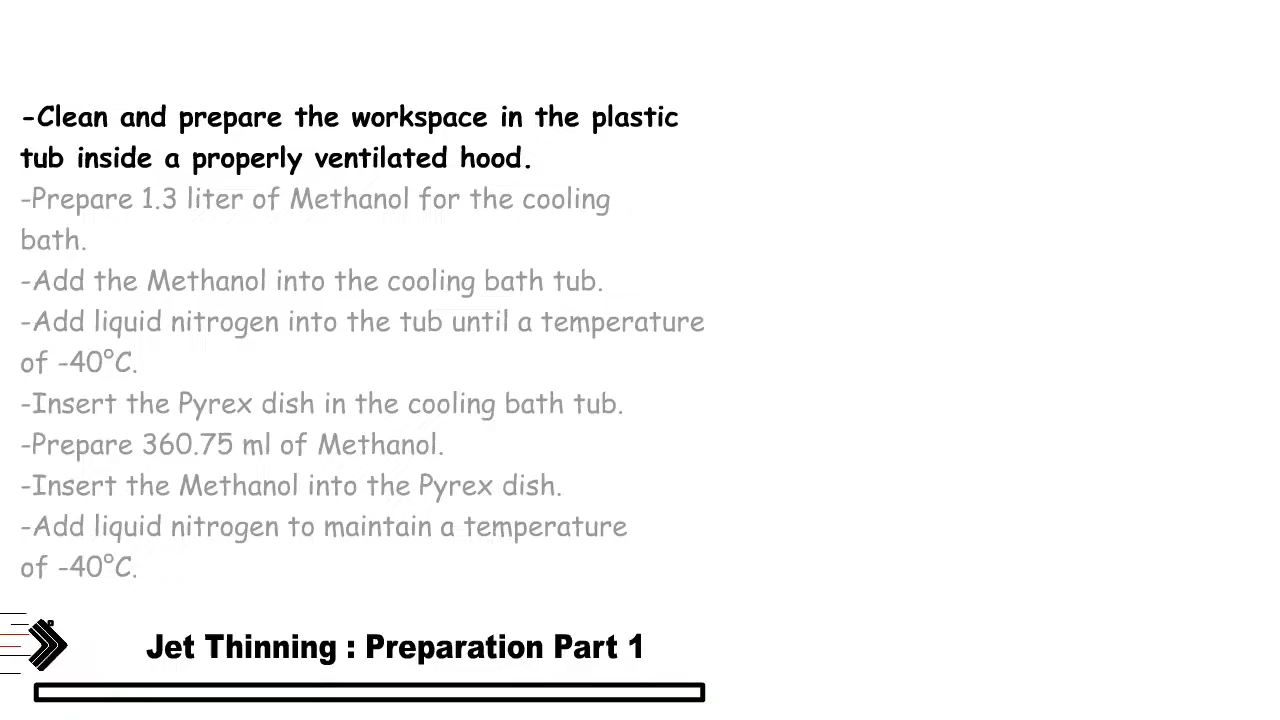 -Clean and prepare the workspace in the plastic
tub inside a properly ventilated hood.
-Prepare 1.3 liter of Methanol for the cooling
bath.
-Add the Methanol into the cooling bath tub.
-Add liquid nitrogen into the tub until a temperature
of -40°C.
-Insert the Pyrex dish in the cooling bath tub.
-Prepare 360.75 ml of Methanol.
-Insert the Methanol into the Pyrex dish.
-Add liquid nitrogen to maintain a temperature
of -40°C.
Jet Thinning : Preparation Part 1